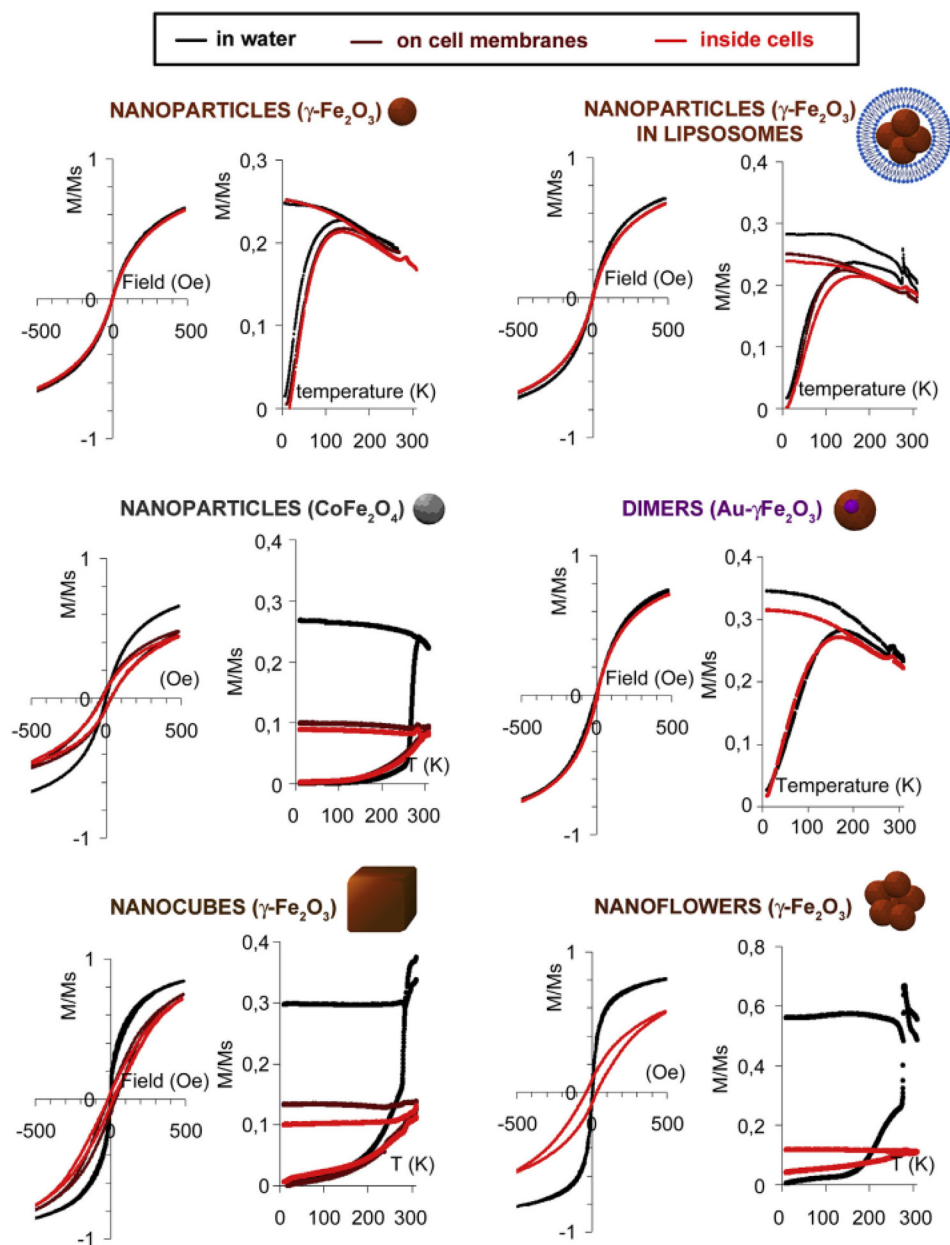 in water on cell membranes inside cells
NANOPARTICLES (γ-Fe2O3)
M/Ms
1
Field (Oe)
-500
0
0
500
-1
M/Ms
0,3
0,2
0,1
0
temperature (K)
0 100 200 300
NANOPARTICLES (γ-Fe2O3)
IN LIPSOSOMES
M/Ms
1
Field (Oe)
-500
0
0
500
-1
M/Ms
0,4
0,3
0,2
0,1
0
temperature (K)
0 100 200 300
NANOPARTICLES (CoFe2O4)
M/Ms
1
(Oe)
-500
0
0
500
-1
M/Ms
0,4
0,3
0,2
0,1
0
T (K)
0 100 200 300
DIMERS (Au-γFe2O3)
M/Ms
1
Field (Oe)
-500
0
0
500
-1
M/Ms
0,4
0,3
0,2
0,1
0
Temperature (K)
0 100 200 300
NANOCUBES (γ-Fe2O3)
M/Ms
1
Field (Oe)
-500
0
0
500
-1
M/Ms
0,4
0,3
0,2
0,1
0
T (K)
0 100 200 300
NANOFLOWERS (γ-Fe2O3)
M/Ms
1
(Oe)
-500
0
0
500
-1
M/Ms
0,8
0,6
0,4
0,2
0
T (K)
0 100 200 300